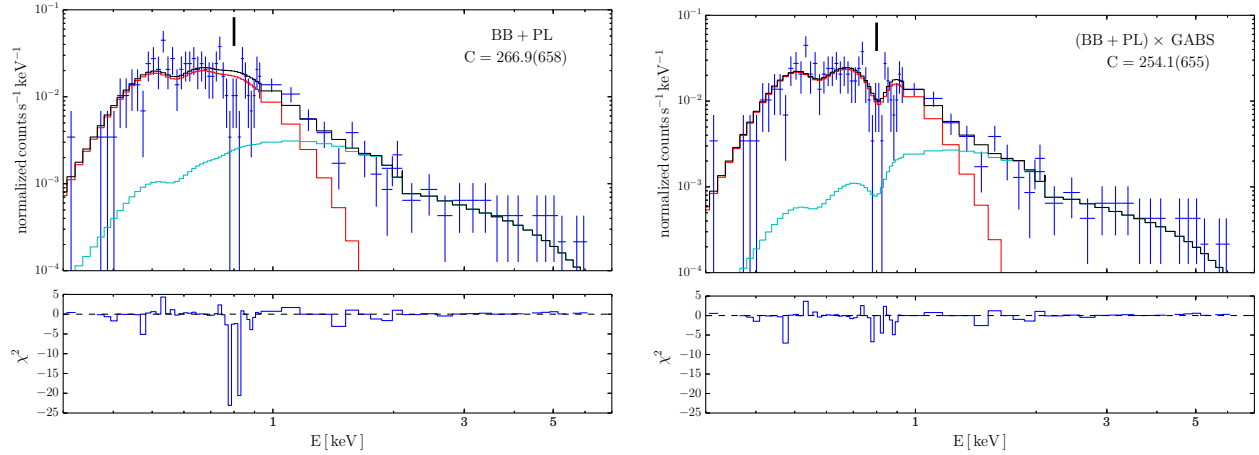 10⁻¹
10⁻²
10⁻³
10⁻⁴
normalized counts s⁻¹ keV⁻¹
BB + PL
C = 266.9(658)
5
0
−5
−10
−15
−20
−25
χ²
1
3
5
E [keV]
10⁻¹
10⁻²
10⁻³
10⁻⁴
normalized counts s⁻¹ keV⁻¹
(BB + PL) × GABS
C = 254.1(655)
5
0
−5
−10
−15
−20
−25
χ²
1
3
5
E [keV]